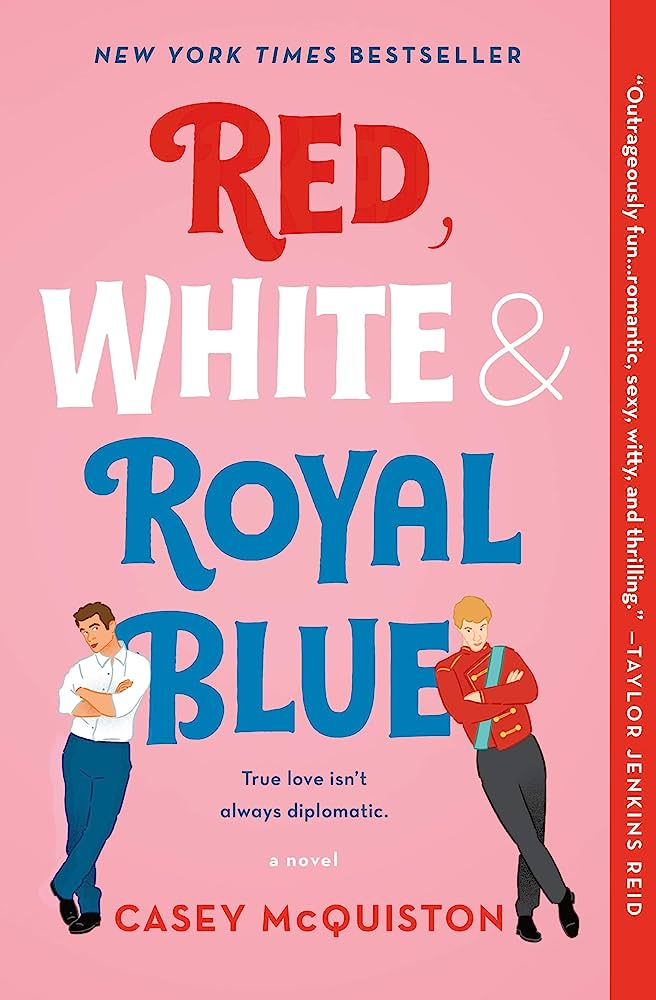 NEW YORK TIMES BESTSELLER
RED,
WHITE &
ROYAL
BLUE
True love isn't
always diplomatic.
a novel
CASEY McQUISTON
“Outrageously fun...romantic, sexy, witty, and thrilling.” —TAYLOR JENKINS REID